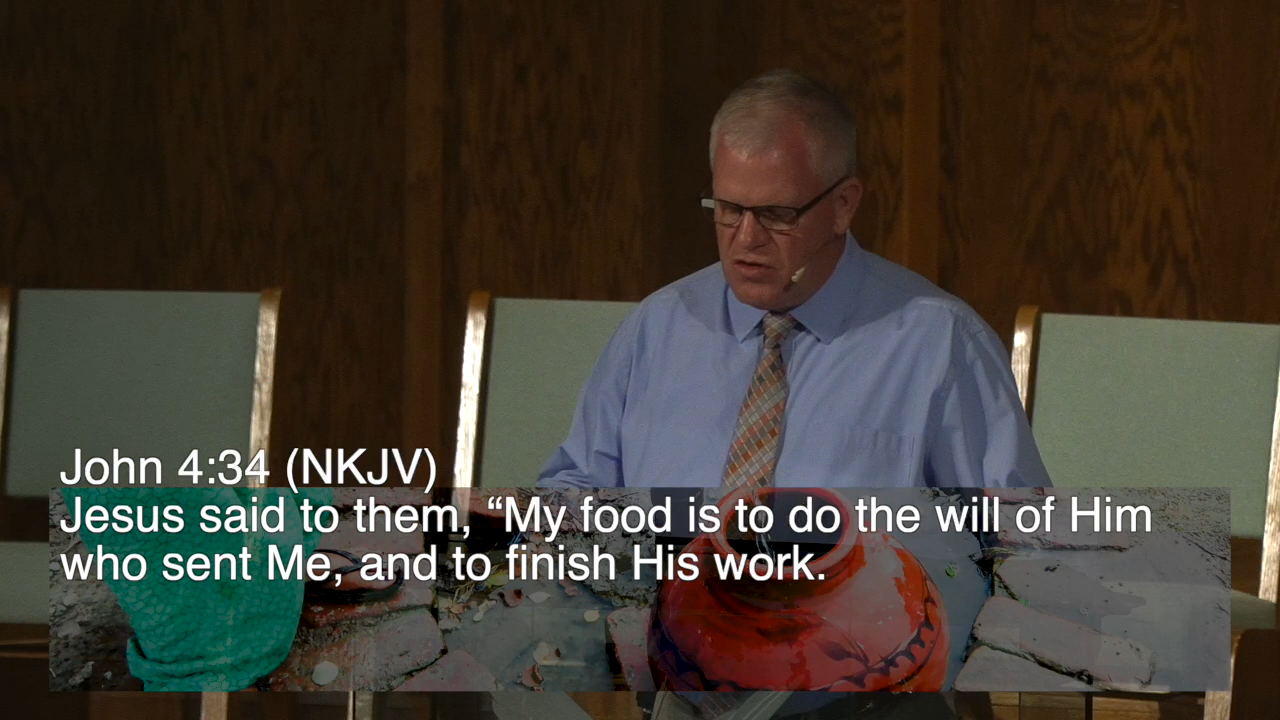 John 4:34 (NKJV)
Jesus said to them, “My food is to do the will of Him
who sent Me, and to finish His work.